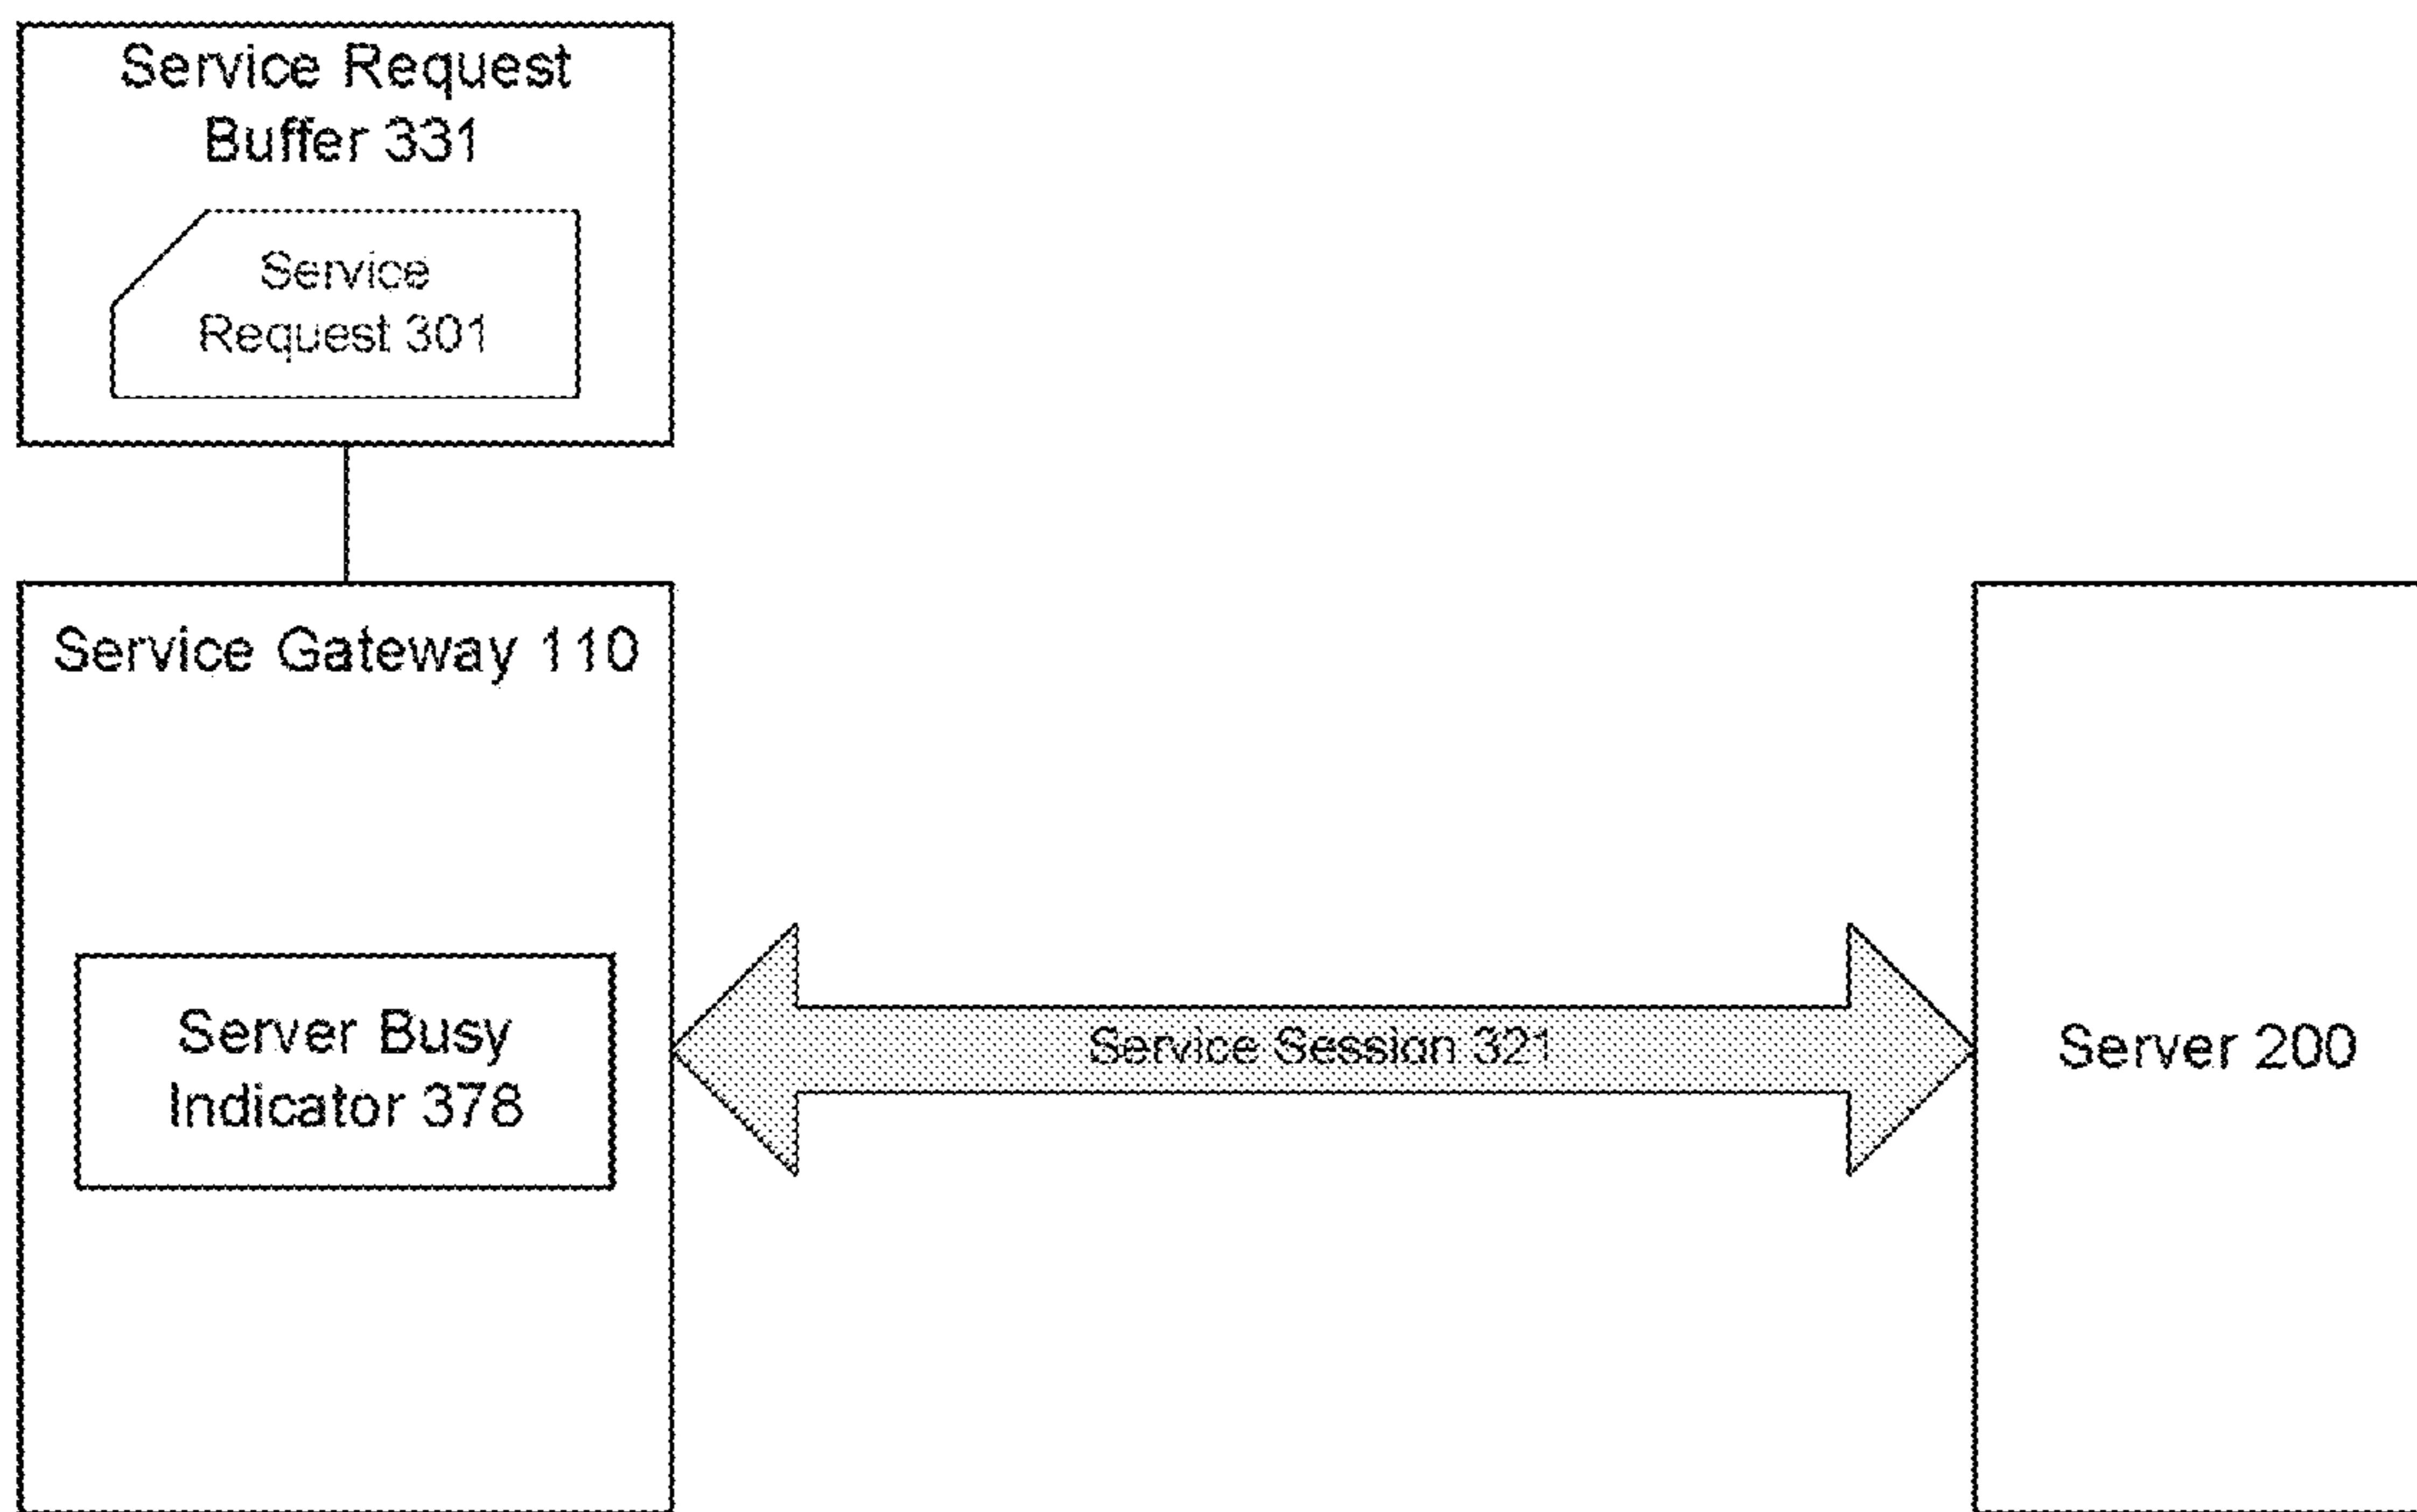 Service Request
Buffer 331
Service
Request 301
Service Gateway 110
Server Busy
Indicator 378
Service Session 321
Server 200